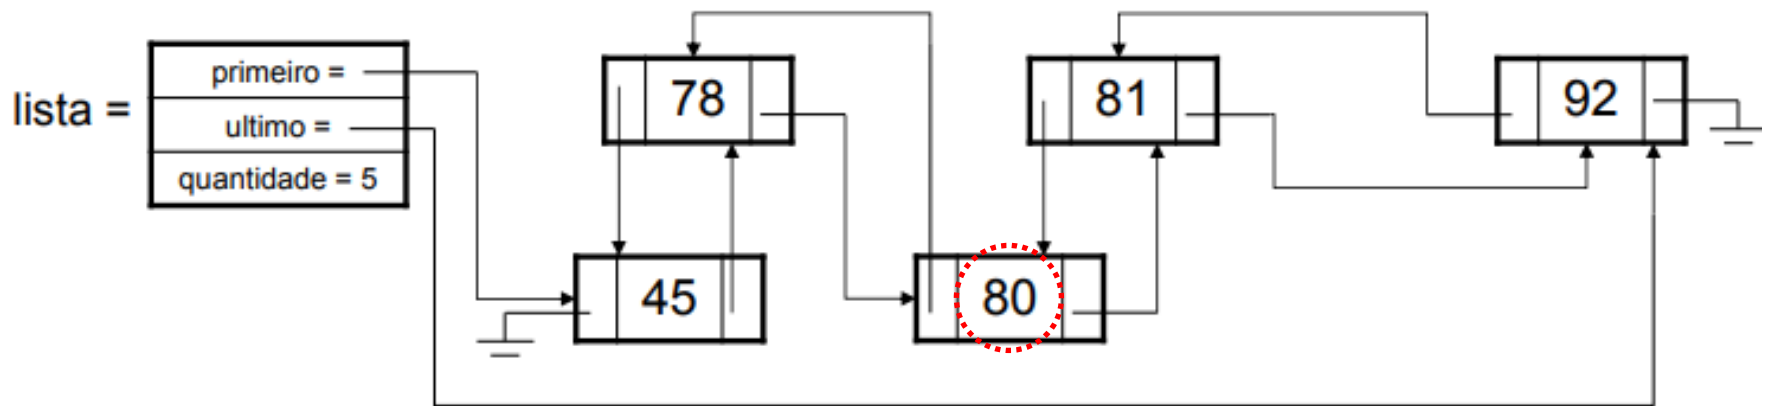 lista =
primeiro =
ultimo =
quantidade = 5
78
81
92
45
80